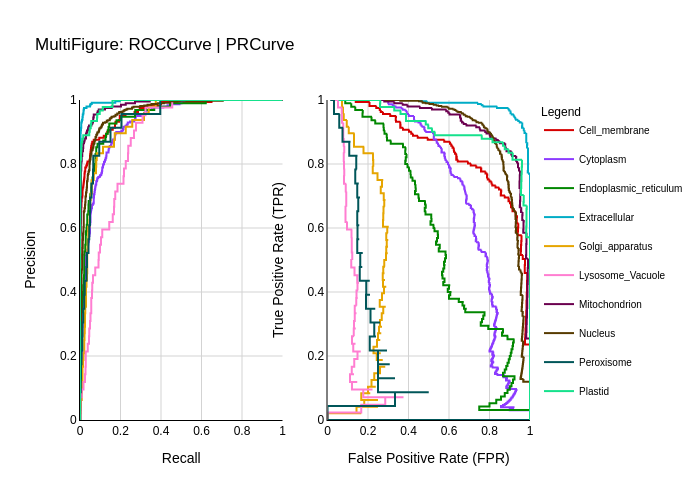 MultiFigure: ROCCurve | PRCurve
Precision
1
0.8
0.6
0.4
0.2
0
0 0.2 0.4 0.6 0.8 1
Recall
True Positive Rate (TPR)
1
0.8
0.6
0.4
0.2
0
0 0.2 0.4 0.6 0.8 1
False Positive Rate (FPR)
Legend
Cell_membrane
Cytoplasm
Endoplasmic_reticulum
Extracellular
Golgi_apparatus
Lysosome_Vacuole
Mitochondrion
Nucleus
Peroxisome
Plastid